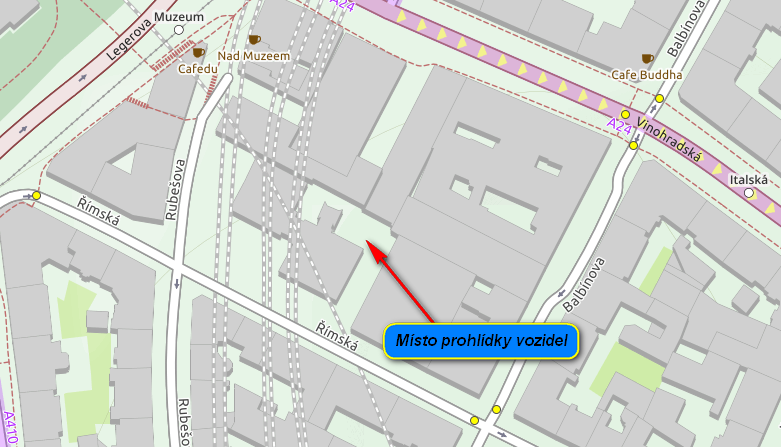 A24
Muzeum
Legerova
Balbínova
Nad Muzeem
Cafedu
Cafe Buddha
A24
Vinohradská
Rubešova
Italská
Římská
Balbínova
Římská
Místo prohlídky vozidel
Rubešova
A410